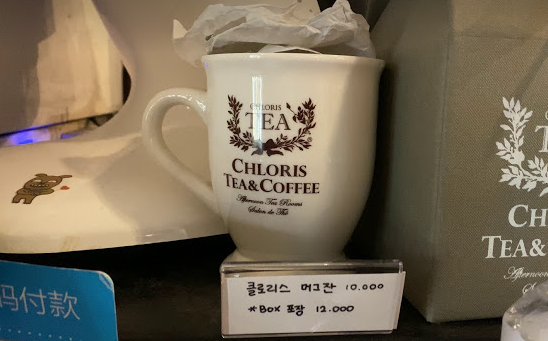 CHLORIS
TEA
CHLORIS
TEA&COFFEE
Afternoon Tea Rooms
Salon de Thé
클로리스 머그잔 10.000
*BOX 포장 12.000
码付款
CH
TEA&
Afternoon